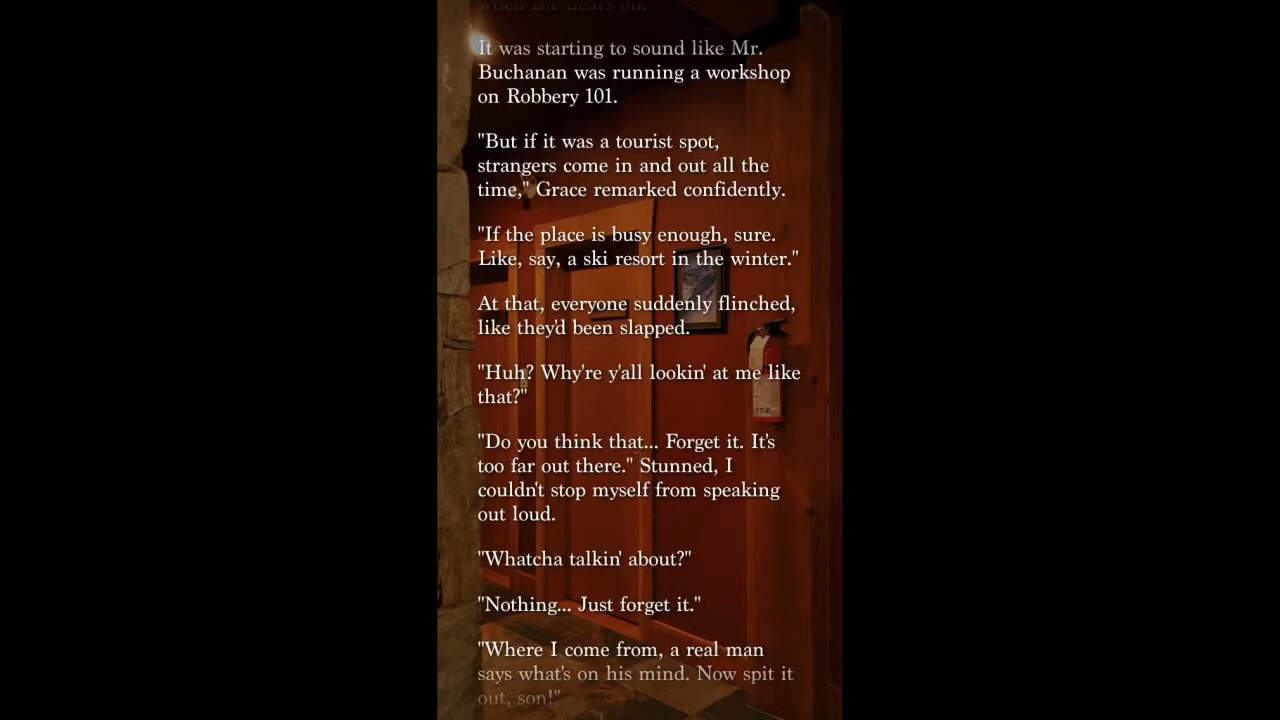 when the heat's on.
It was starting to sound like Mr.
Buchanan was running a workshop
on Robbery 101.
"But if it was a tourist spot,
strangers come in and out all the
time," Grace remarked confidently.
"If the place is busy enough, sure.
Like, say, a ski resort in the winter."
At that, everyone suddenly flinched,
like they'd been slapped.
"Huh? Why're y'all lookin' at me like
that?"
"Do you think that... Forget it. It's
too far out there." Stunned, I
couldn't stop myself from speaking
out loud.
"Whatcha talkin' about?"
"Nothing... Just forget it."
"Where I come from, a real man
says what's on his mind. Now spit it
out, son!"